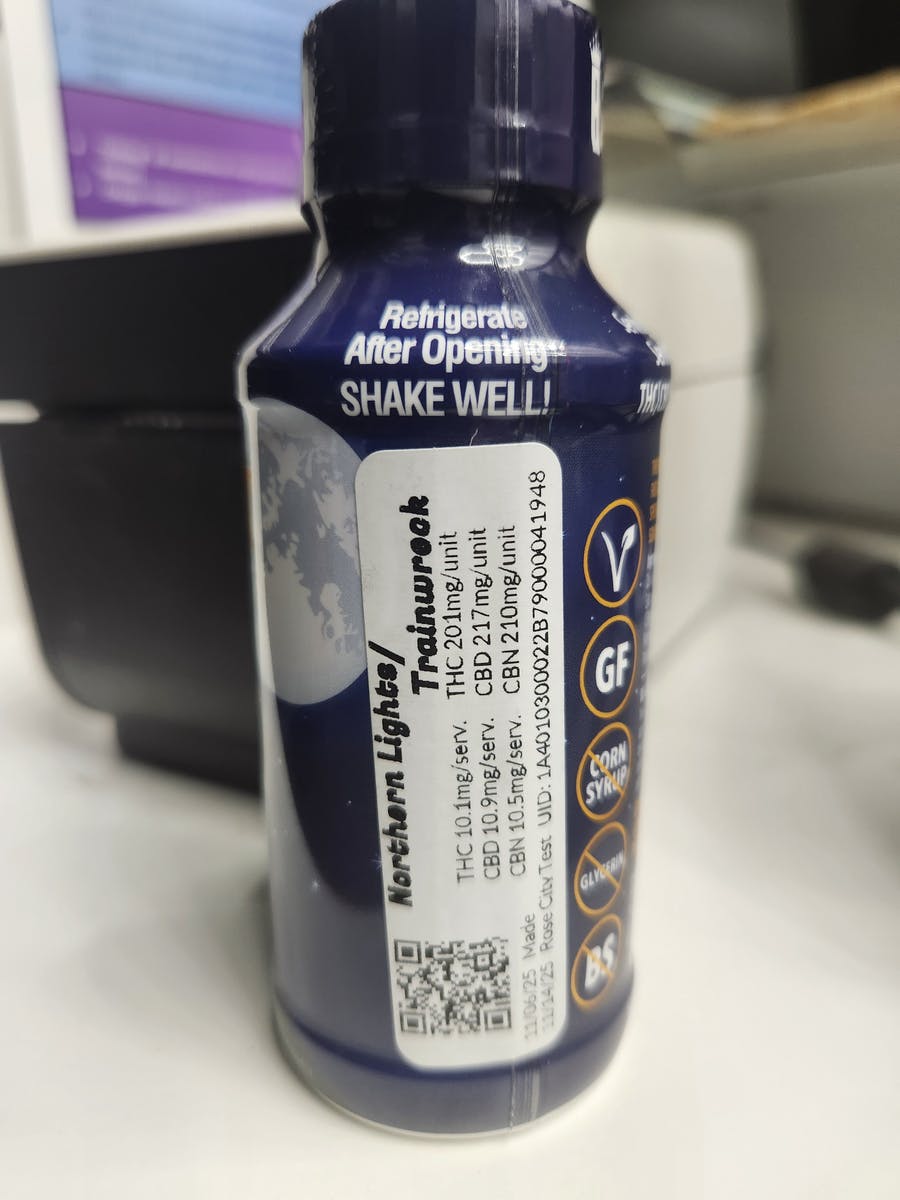 Refrigerate
After Opening
SHAKE WELL!
Northern Lights/
Trainwreck
THC 10.1mg/serv. THC 201mg/unit
CBD 10.9mg/serv. CBD 217mg/unit
CBN 10.5mg/serv. CBN 210mg/unit
11/06/25 Made
11/14/25 Rose City Test UID: 1A4010300022B79000041948
V
GF
CORN
SYRUP
GLYCERIN
BS